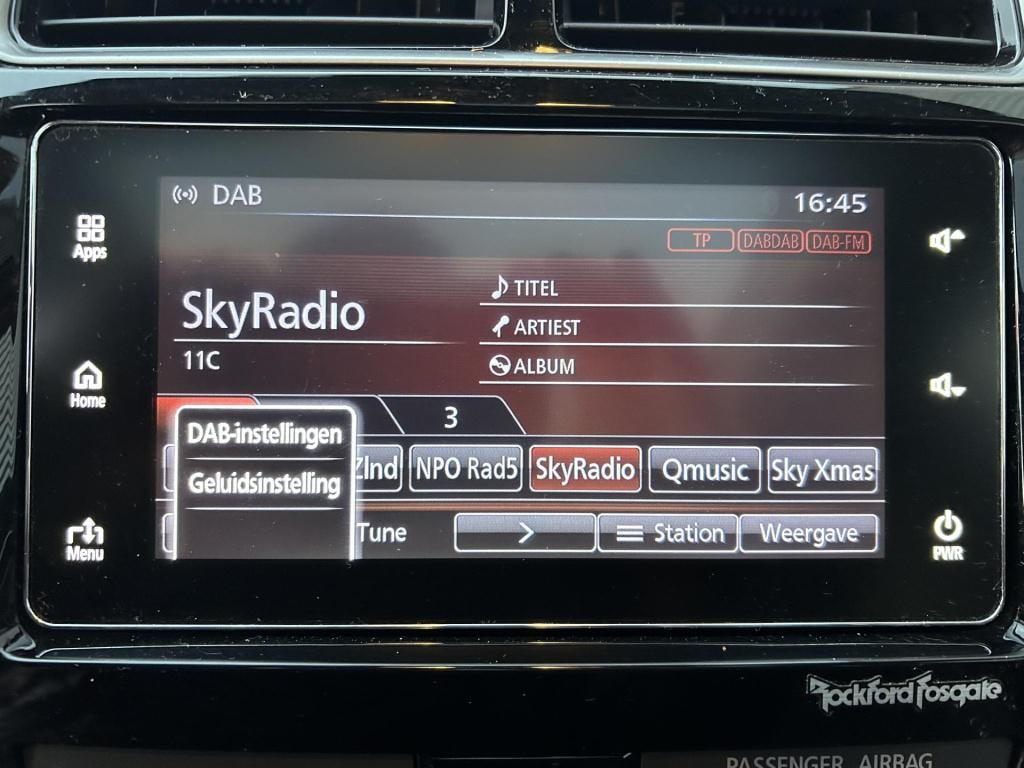 DAB
16:45
Apps
TP DABDAB DAB-FM
SkyRadio
TITEL
ARTIEST
11C
ALBUM
Home
3
DAB-instellingen
Zlnd NPO Rad5 SkyRadio Qmusic Sky Xmas
Geluidsinstelling
Tune > Station Weergave
Menu
PWR
Rockford Fosgate
PASSENGER AIRBAG